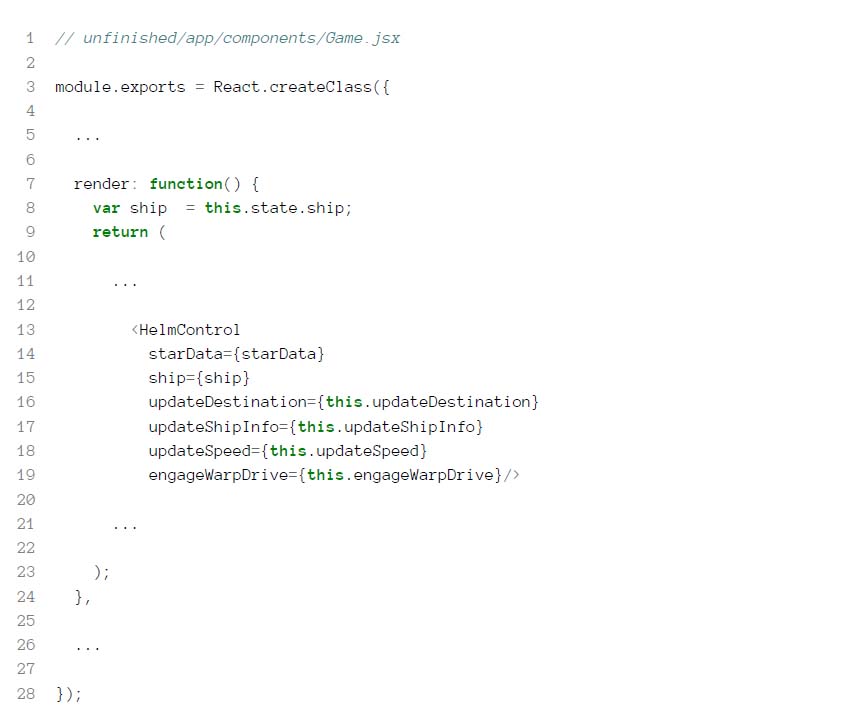 1 // unfinished/app/components/Game.jsx
2
3 module.exports = React.createClass({
4
5 ...
6
7 render: function() {
8 var ship  = this.state.ship;
9 return (
10
11 ...
12
13 <HelmControl
14 starData={starData}
15 ship={ship}
16 updateDestination={this.updateDestination}
17 updateShipInfo={this.updateShipInfo}
18 updateSpeed={this.updateSpeed}
19 engageWarpDrive={this.engageWarpDrive}/>
20
21 ...
22
23 );
24 },
25
26 ...
27
28 });